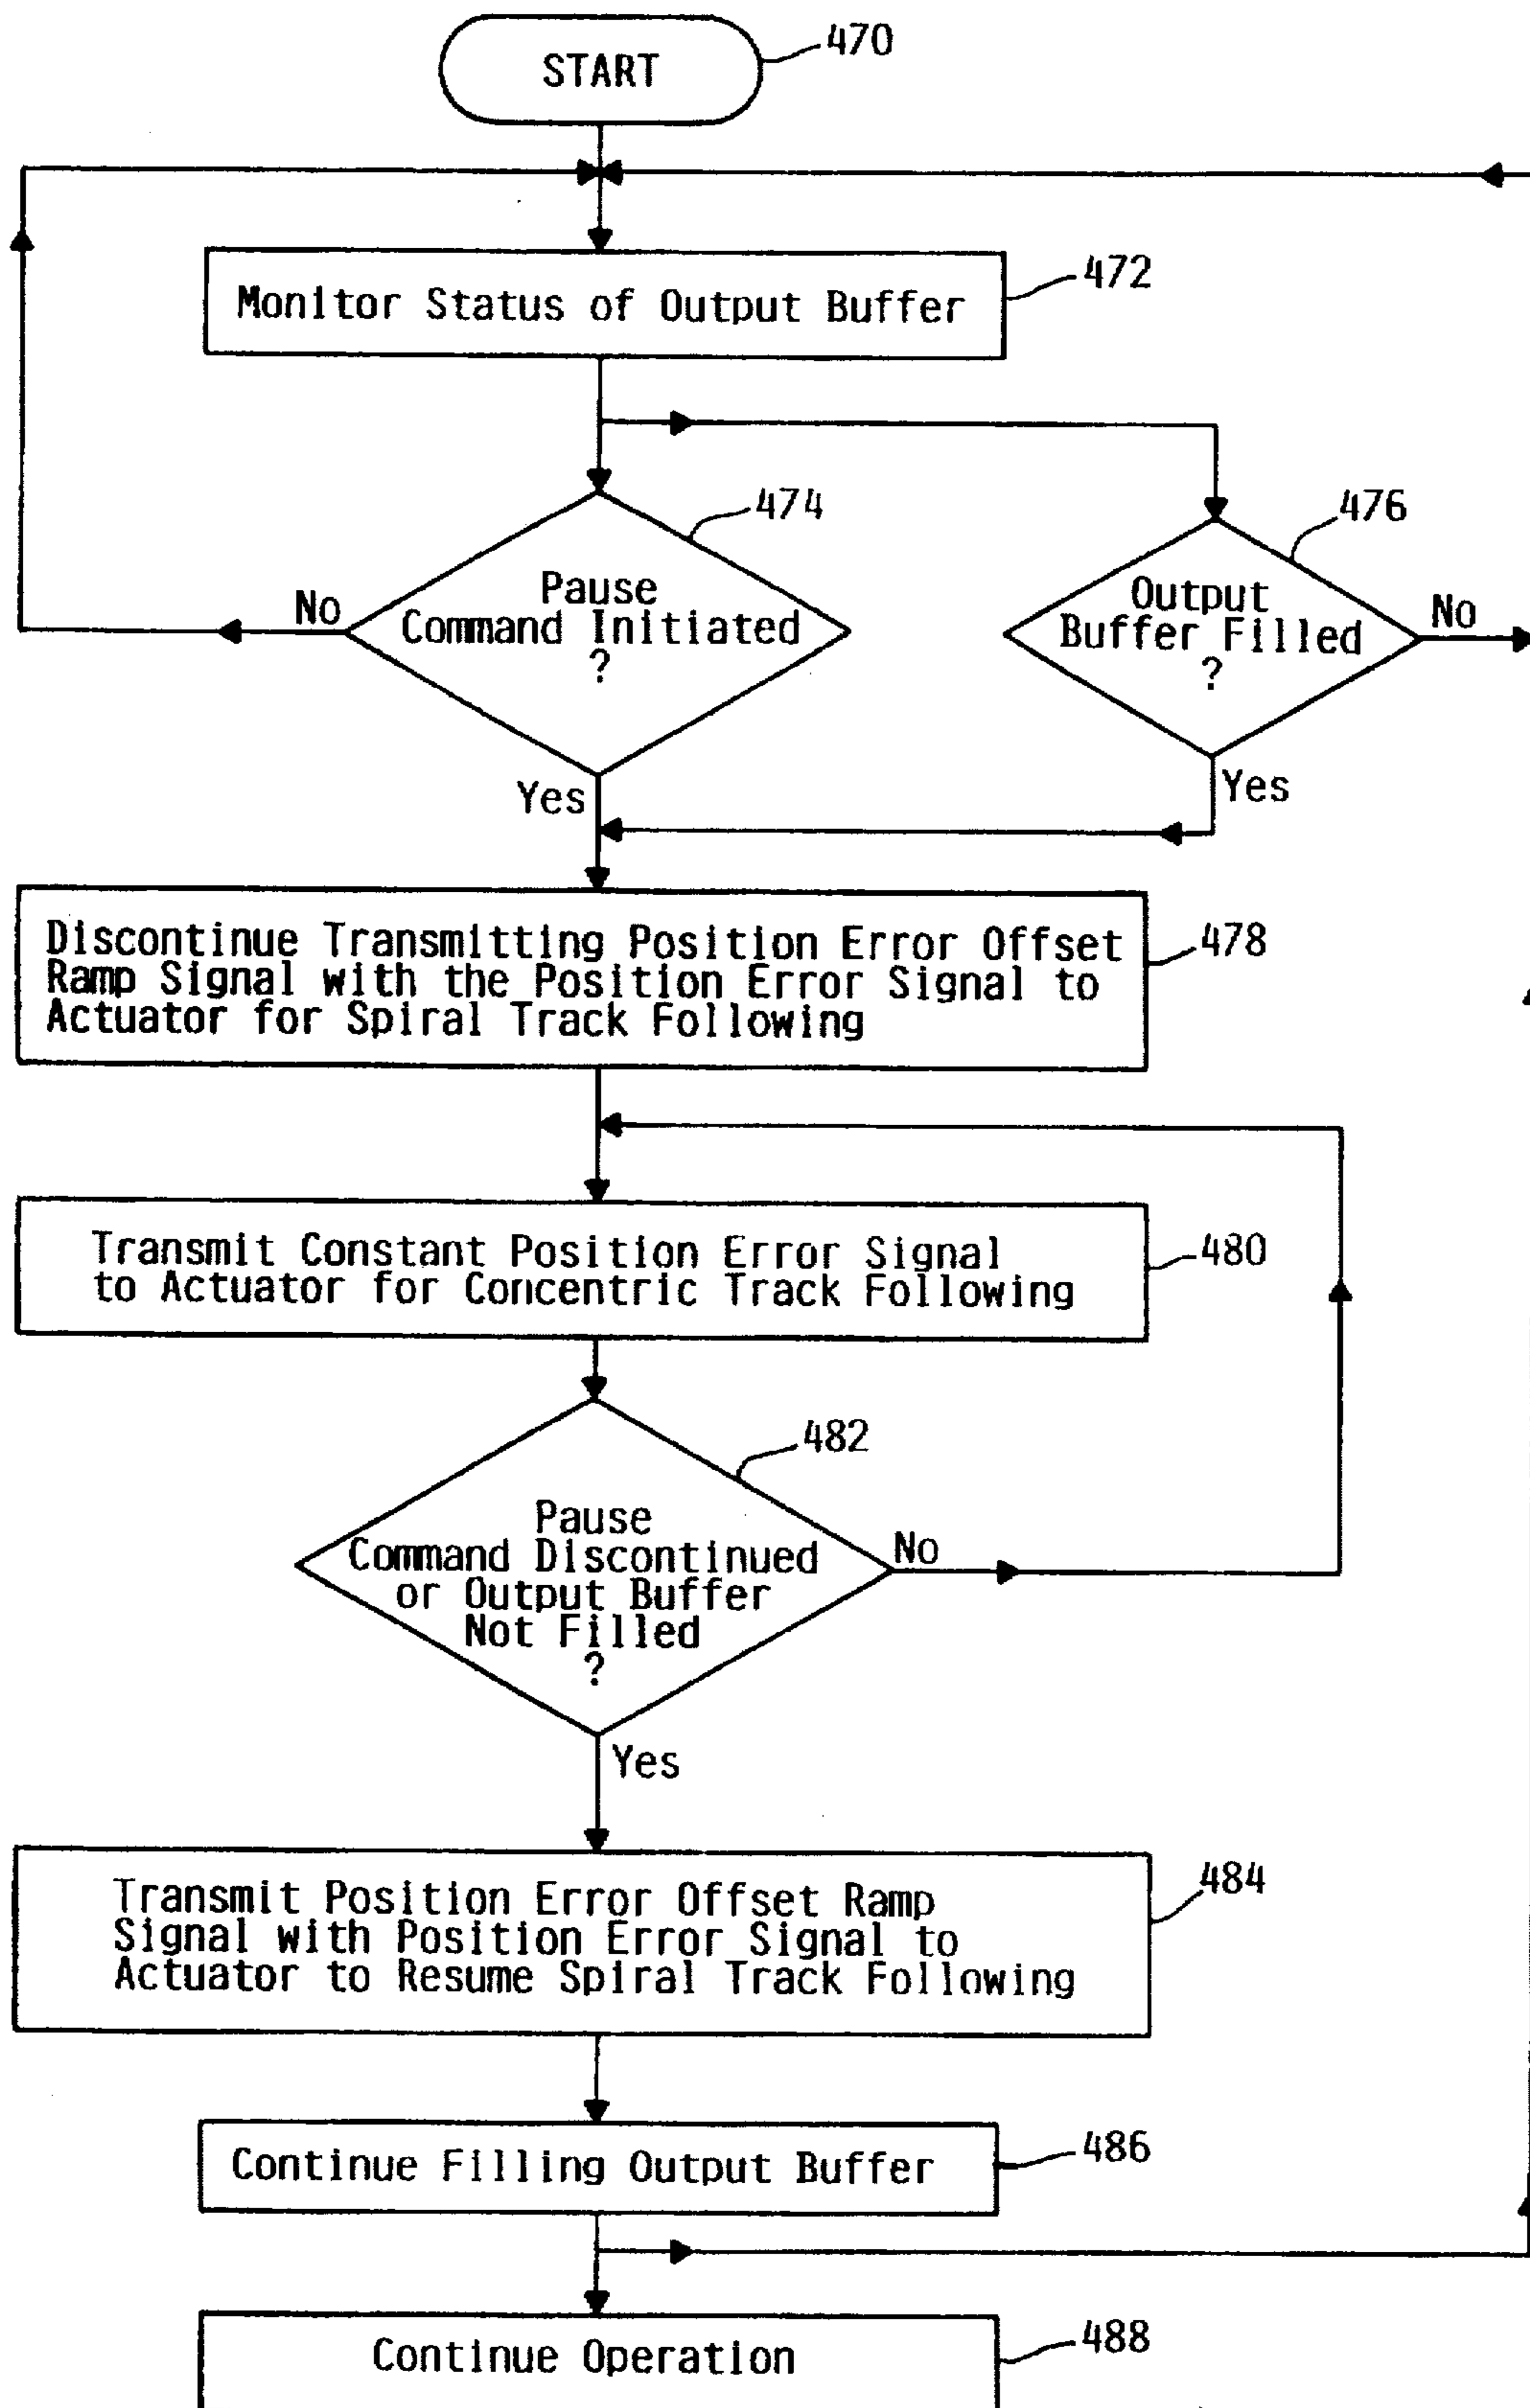 START
470
Monitor Status of Output Buffer
472
Pause
Command Initiated
?
474
No
Yes
Output
Buffer Filled
?
476
No
Yes
Discontinue Transmitting Position Error Offset
Ramp Signal with the Position Error Signal to
Actuator for Spiral Track Following
478
Transmit Constant Position Error Signal
to Actuator for Concentric Track Following
480
Pause
Command Discontinued
or Output Buffer
Not Filled
?
482
No
Yes
Transmit Position Error Offset Ramp
Signal with Position Error Signal to
Actuator to Resume Spiral Track Following
484
Continue Filling Output Buffer
486
Continue Operation
488